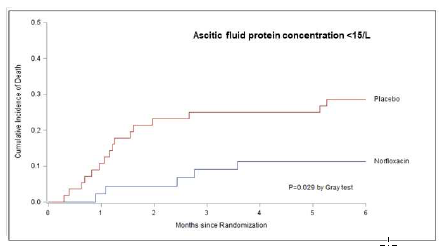 Ascitic fluid protein concentration <15/L
Cumulative Incidence of Death
0.5
0.4
0.3
0.2
0.1
0.0
Placebo
Norfloxacin
P=0.029 by Gray test
0 1 2 3 4 5 6
Months since Randomization